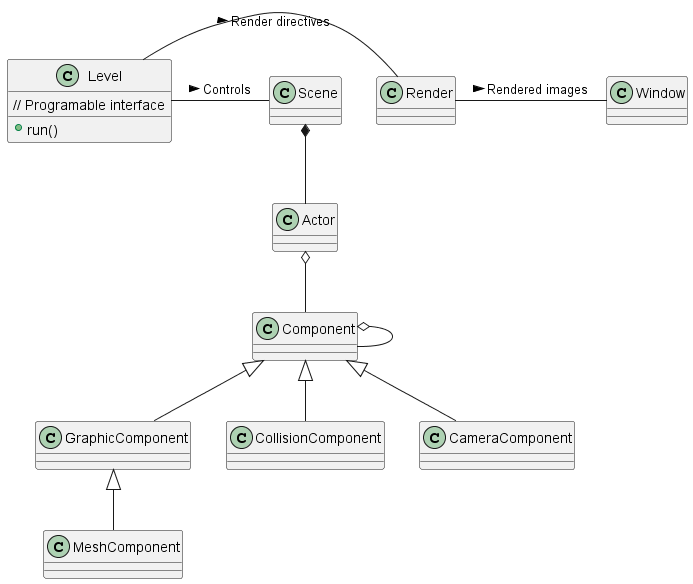 Render directives
C Level
// Programable interface
run()
Controls
C Scene
C Render
Rendered images
C Window
C Actor
C Component
C GraphicComponent
C CollisionComponent
C CameraComponent
C MeshComponent